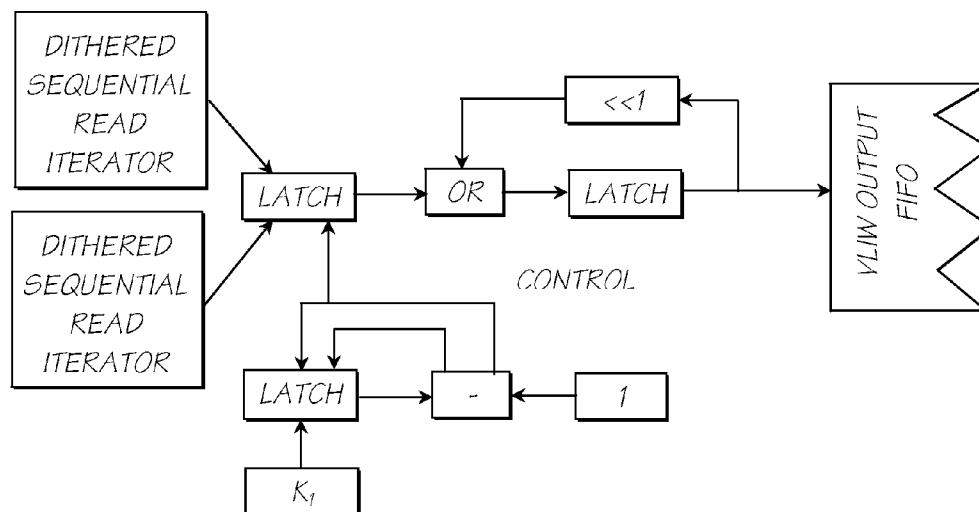 DITHERED
SEQUENTIAL
READ
ITERATOR
DITHERED
SEQUENTIAL
READ
ITERATOR
LATCH
OR
<<1
LATCH
VLIW OUTPUT
FIFO
CONTROL
LATCH
-
1
K₁